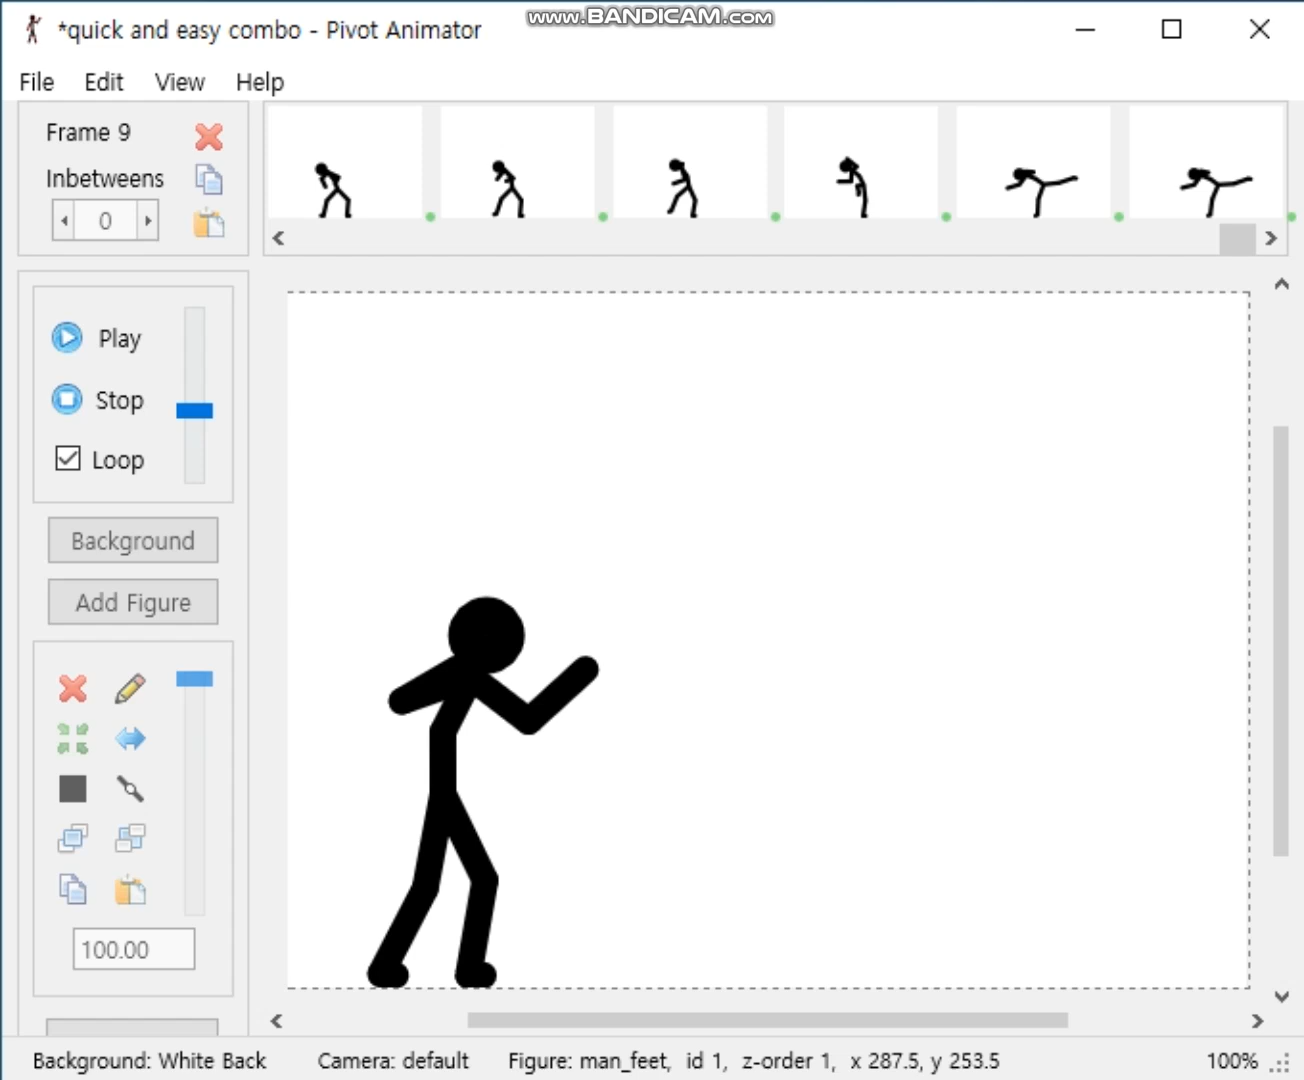 www.BANDICAM.com
*quick and easy combo - Pivot Animator
File Edit View Help
Frame 9
Inbetweens
0
Play
Stop
Loop
Background
Add Figure
100.00
Background: White Back Camera: default Figure: man_feet, id 1, z-order 1, x 287.5, y 253.5 100%